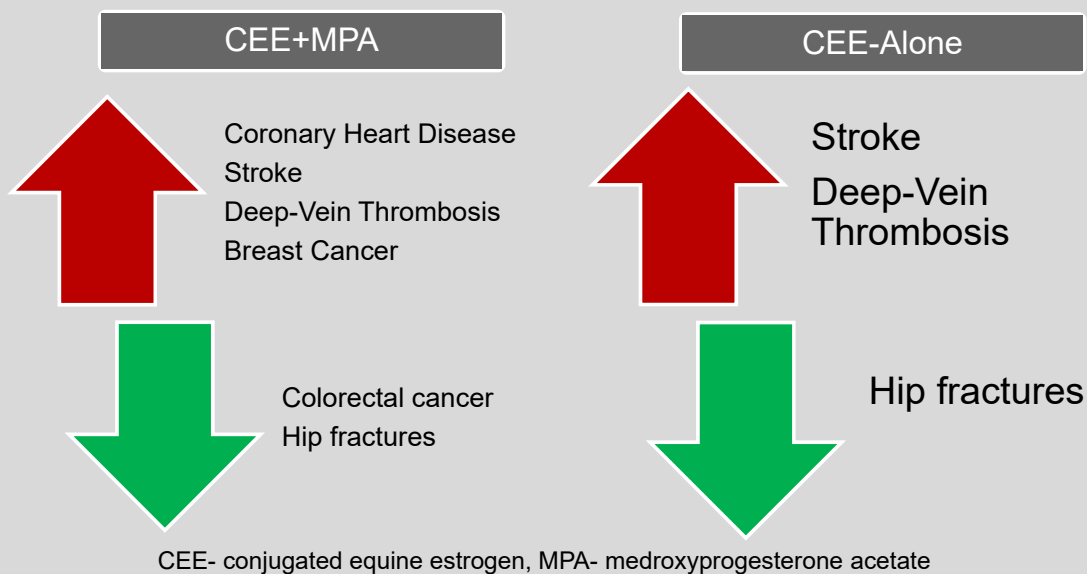 CEE+MPA
Coronary Heart Disease
Stroke
Deep-Vein Thrombosis
Breast Cancer
Colorectal cancer
Hip fractures
CEE-Alone
Stroke
Deep-Vein
Thrombosis
Hip fractures
CEE- conjugated equine estrogen, MPA- medroxyprogesterone acetate